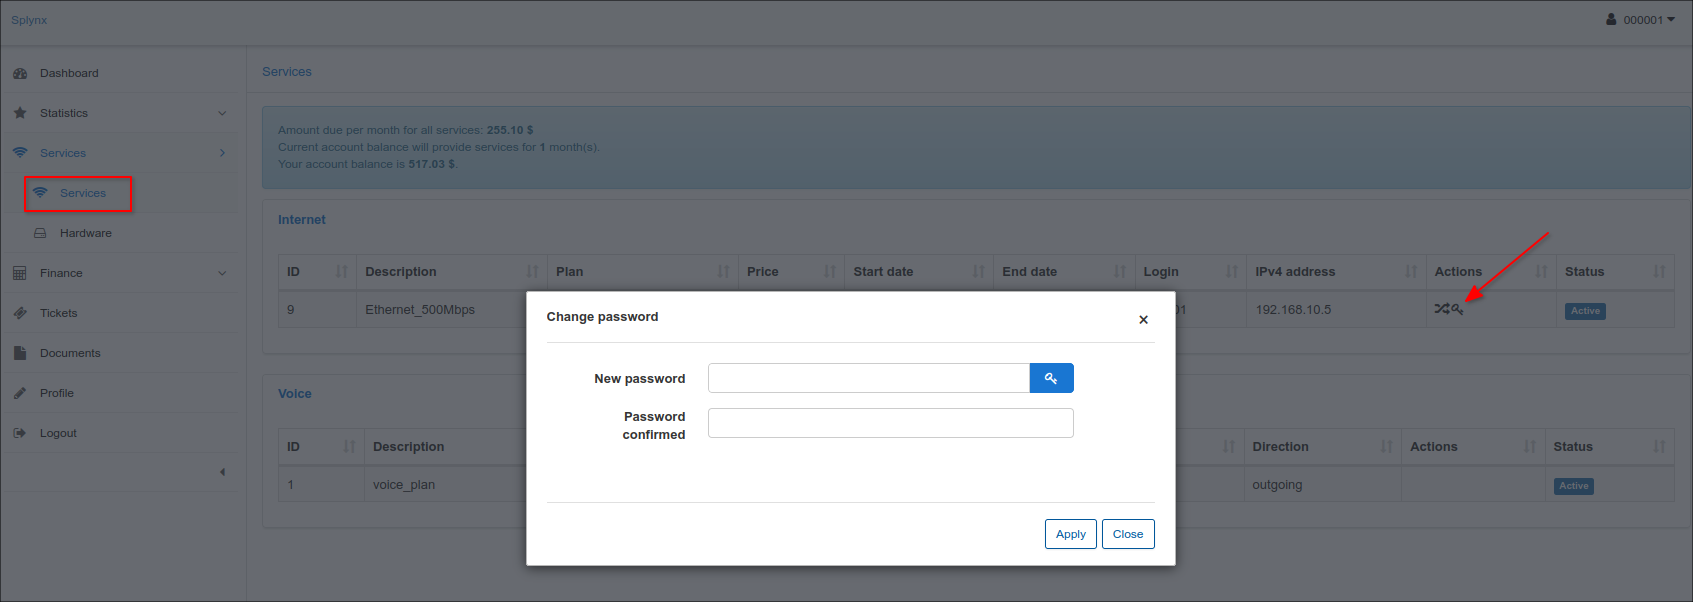 Splynx
000001
Dashboard
Statistics
Services
Services
Hardware
Finance
Tickets
Documents
Profile
Logout
Services
Amount due per month for all services: 255.10 $
Current account balance will provide services for 1 month(s).
Your account balance is 517.03 $.
Internet
ID Description Plan Price Start date End date Login IPv4 address Actions Status
9 Ethernet_500Mbps 192.168.10.5 Active
Change password
×
New password
Password
confirmed
Apply Close
Voice
ID Description Direction Actions Status
1 voice_plan outgoing Active